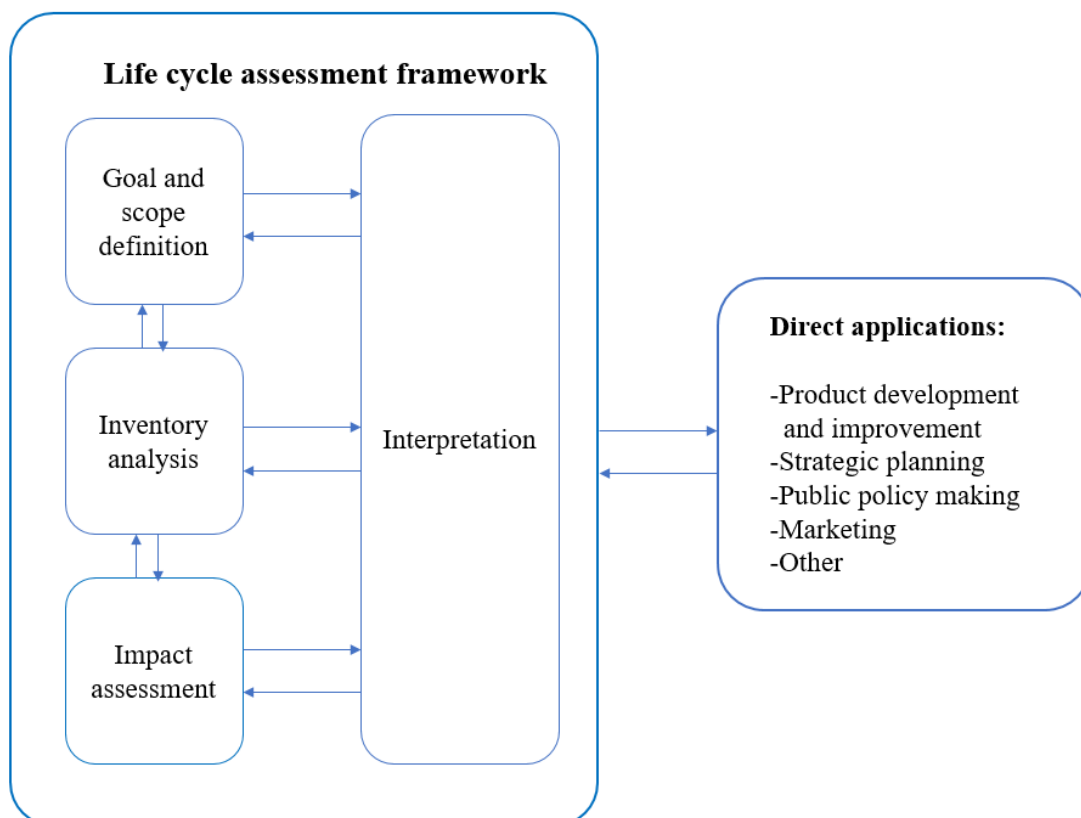 Life cycle assessment framework
Goal and
scope
definition
Inventory
analysis
Impact
assessment
Interpretation
Direct applications:
-Product development
and improvement
-Strategic planning
-Public policy making
-Marketing
-Other